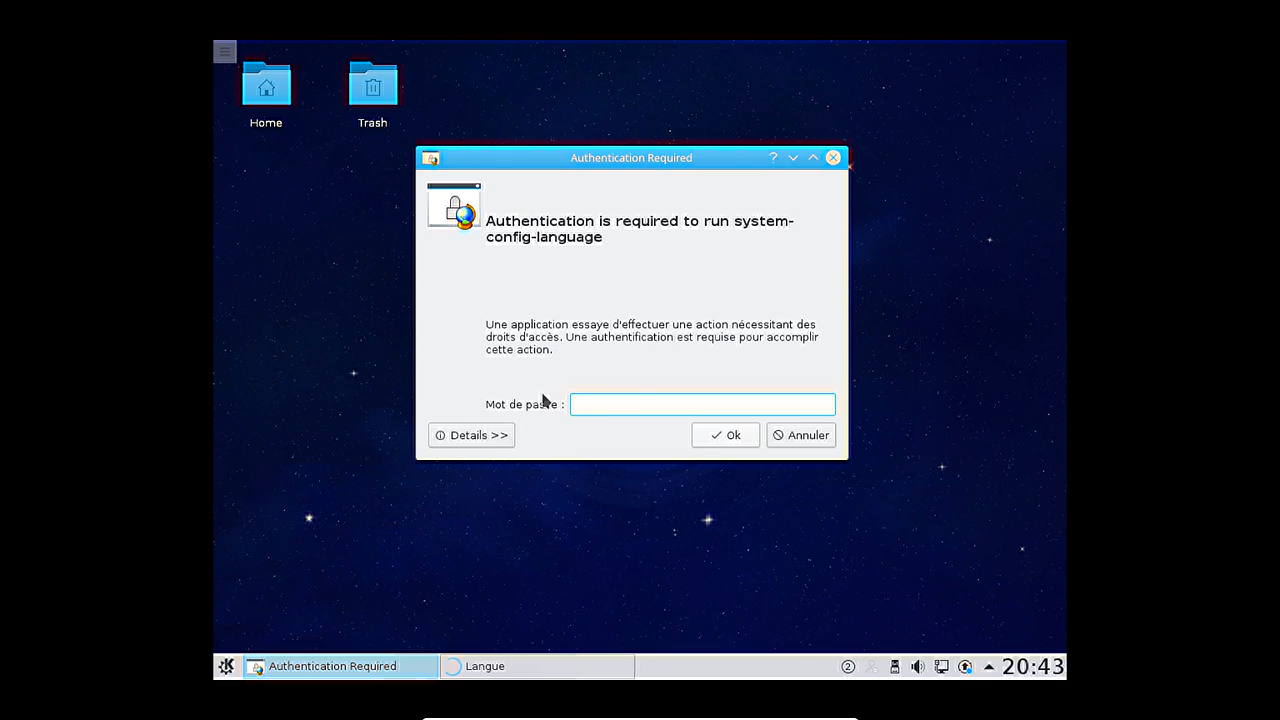 Home
Trash
Authentication Required
Authentication is required to run system-
config-language
Une application essaye d'effectuer une action nécessitant des
droits d'accès. Une authentification est requise pour accomplir
cette action.
Mot de passe :
Details >>
Ok
Annuler
Authentication Required
Langue
2
20:43